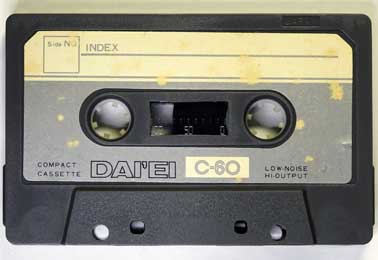 Side No
INDEX
50
COMPACT
CASSETTE
DAI'EI
C-60
LOW-NOISE
HI-OUTPUT